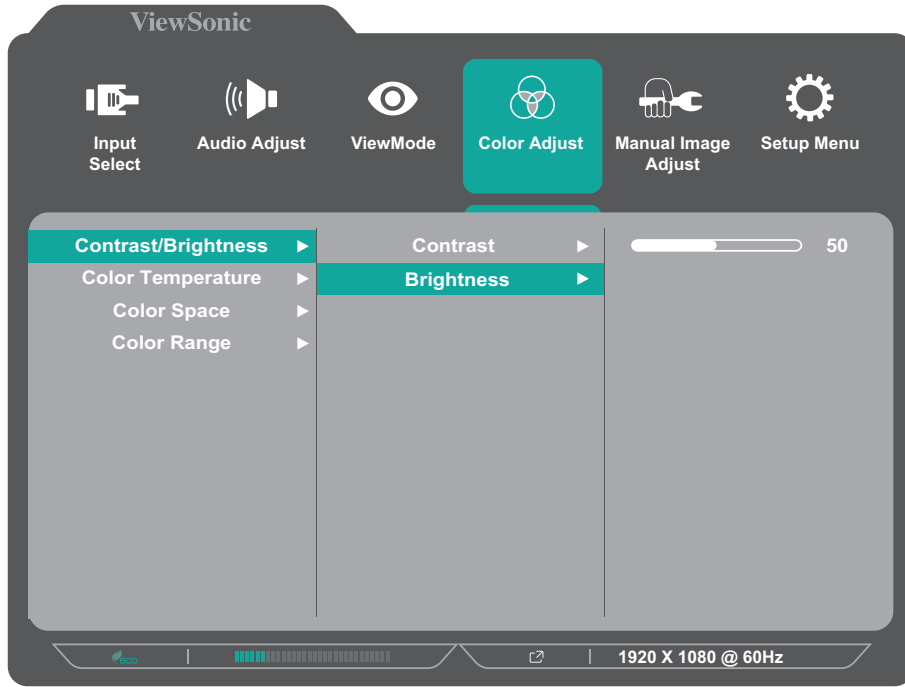 ViewSonic
Input Select
Audio Adjust
ViewMode
Color Adjust
Manual Image Adjust
Setup Menu
Contrast/Brightness
Contrast
50
Color Temperature
Brightness
Color Space
Color Range
eco
1920 X 1080 @ 60Hz